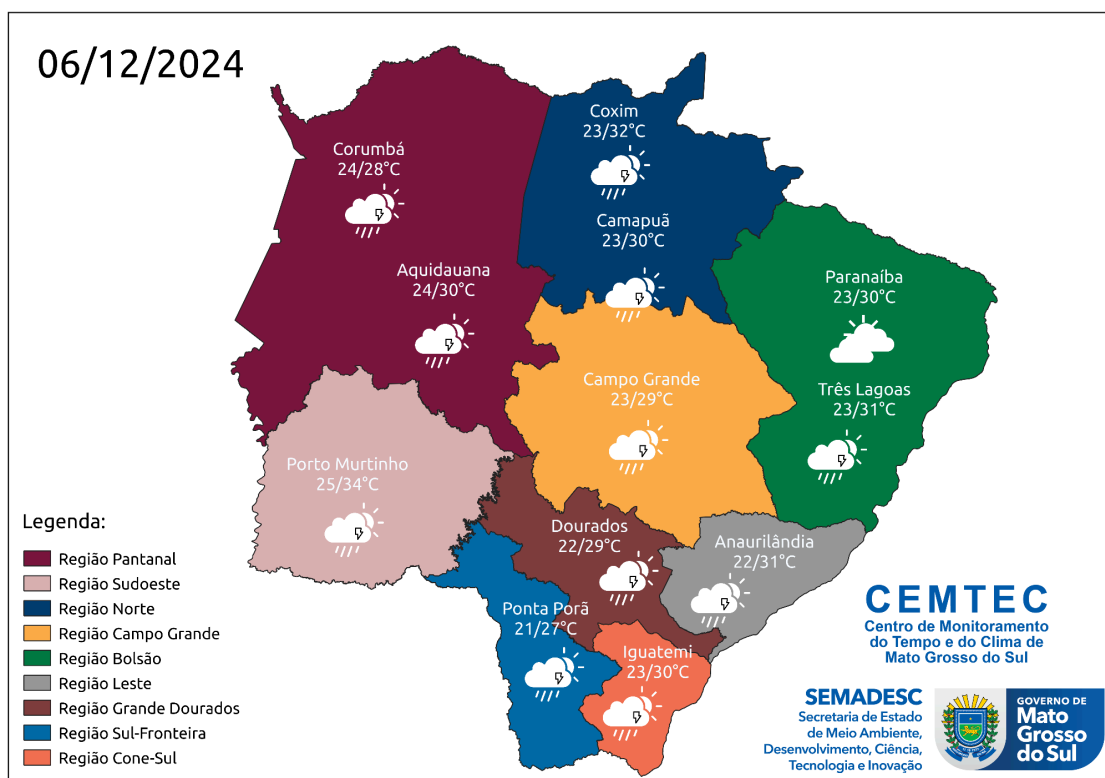 06/12/2024
Coxim
23/32°C
Corumbá
24/28°C
Camapuã
23/30°C
Aquidauana
24/30°C
Paranaíba
23/30°C
Campo Grande
23/29°C
Três Lagoas
23/31°C
Porto Murtinho
25/34°C
Dourados
22/29°C
Anaurilândia
22/31°C
Ponta Porã
21/27°C
Iguatemi
23/30°C
Legenda:
Região Pantanal
Região Sudoeste
Região Norte
Região Campo Grande
Região Bolsão
Região Leste
Região Grande Dourados
Região Sul-Fronteira
Região Cone-Sul
CEMTEC
Centro de Monitoramento
do Tempo e do Clima de
Mato Grosso do Sul
SEMADESC
Secretaria de Estado
de Meio Ambiente,
Desenvolvimento, Ciência,
Tecnologia e Inovação
GOVERNO DE
Mato
Grosso
do Sul